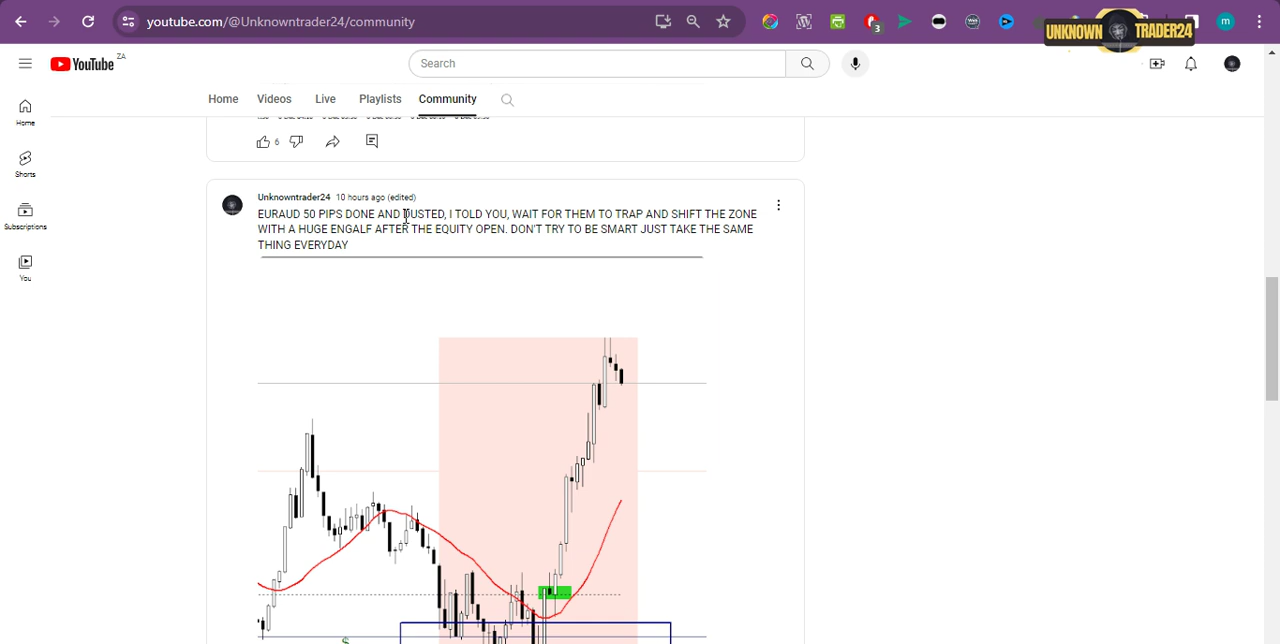 youtube.com/@Unknowntrader24/community
3
m
UNKNOWN TRADER24
YouTube ZA
Search
Home Videos Live Playlists Community
Home
Shorts
Subscriptions
You
6
Unknowntrader24 10 hours ago (edited)
EURAUD 50 PIPS DONE AND DUSTED, I TOLD YOU, WAIT FOR THEM TO TRAP AND SHIFT THE ZONE
WITH A HUGE ENGALF AFTER THE EQUITY OPEN. DON'T TRY TO BE SMART JUST TAKE THE SAME
THING EVERYDAY
$